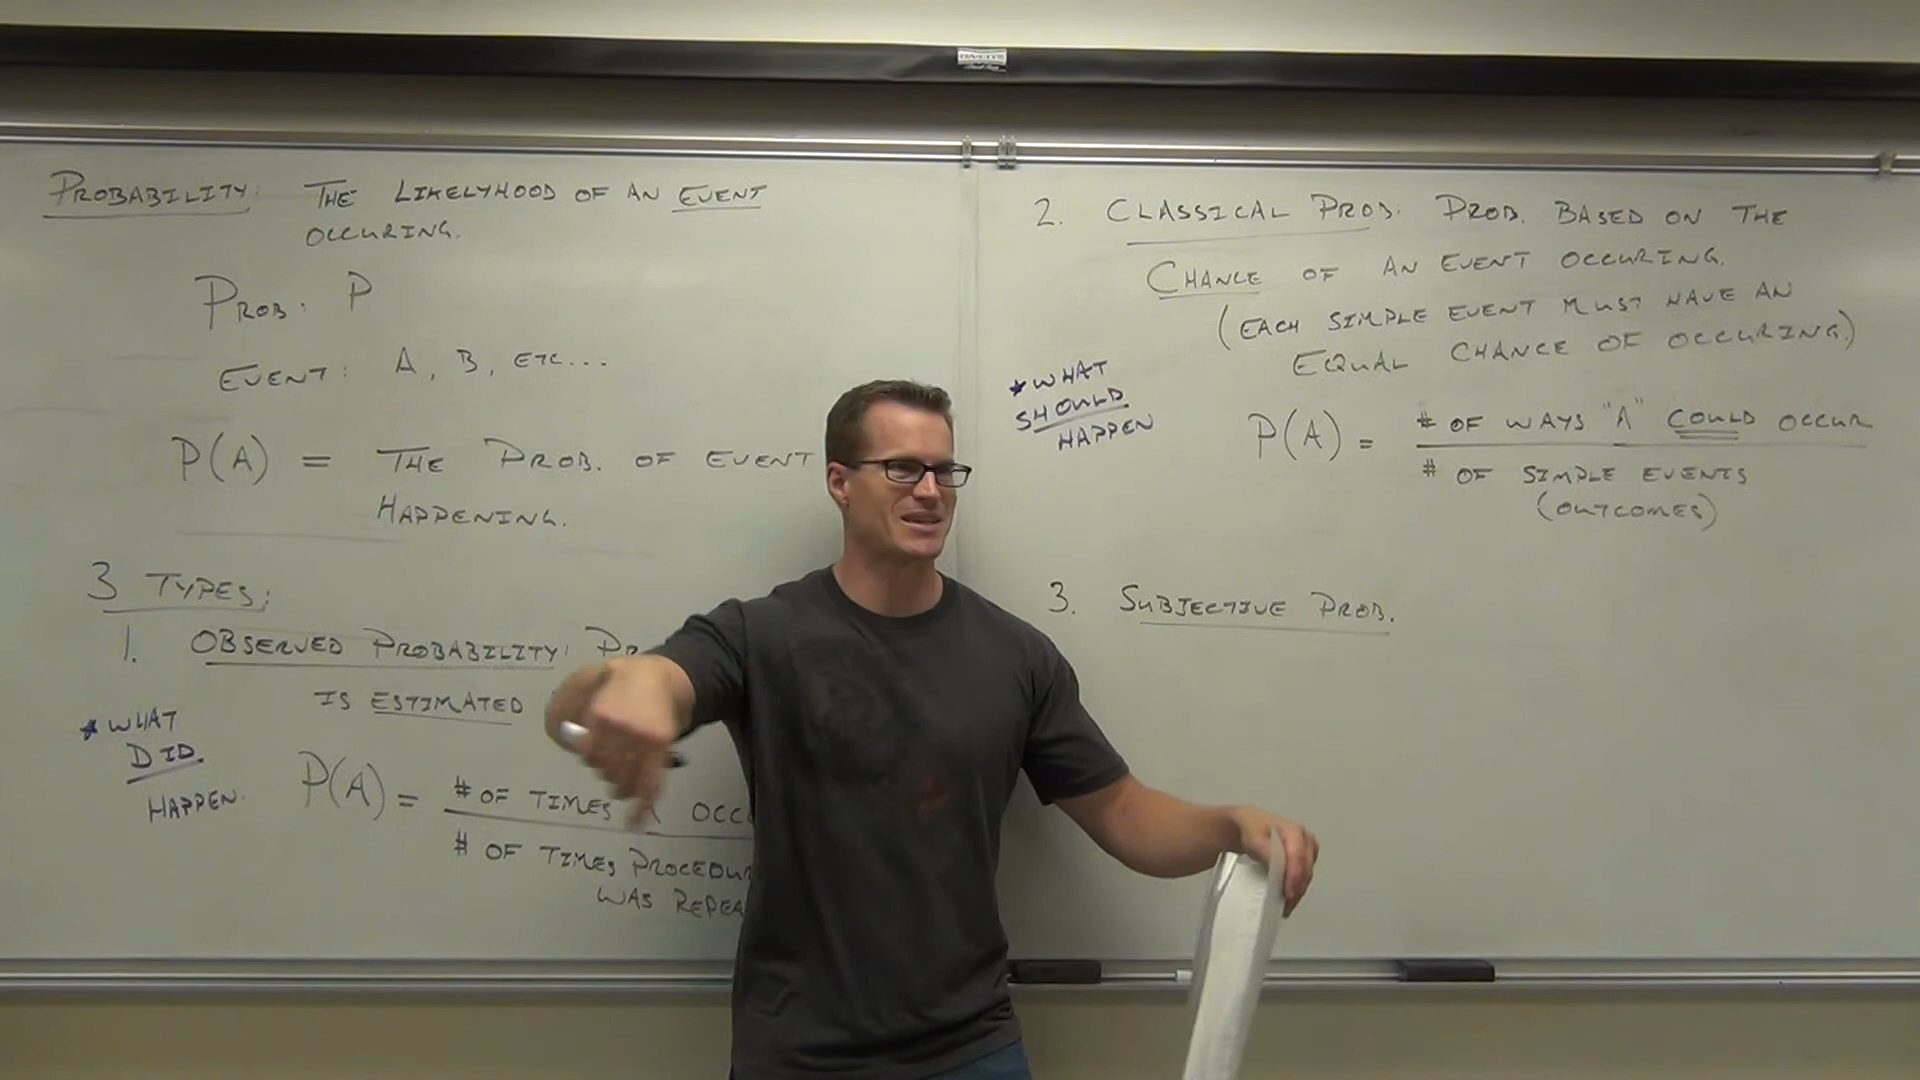 PROBABILITY: THE LIKELYHOOD OF AN EVENT
OCCURING.
PROB: P
EVENT: A, B, ETC...
P(A) = THE PROB. OF EVENT
HAPPENING.
3 TYPES:
1. OBSERVED PROBABILITY:
IS ESTIMATED
★ WHAT
DID
HAPPEN.
P(A) = # OF TIMES A
# OF TIMES
WAS
2. CLASSICAL PROB: PROB. BASED ON THE
CHANCE OF AN EVENT OCCURING.
(EACH SIMPLE EVENT MUST HAVE AN
EQUAL CHANCE OF OCCURING.)
★ WHAT
SHOULD
HAPPEN
P(A) = # OF WAYS "A" COULD OCCUR
# OF SIMPLE EVENTS
(OUTCOMES)
3. SUBJECTIVE PROB.